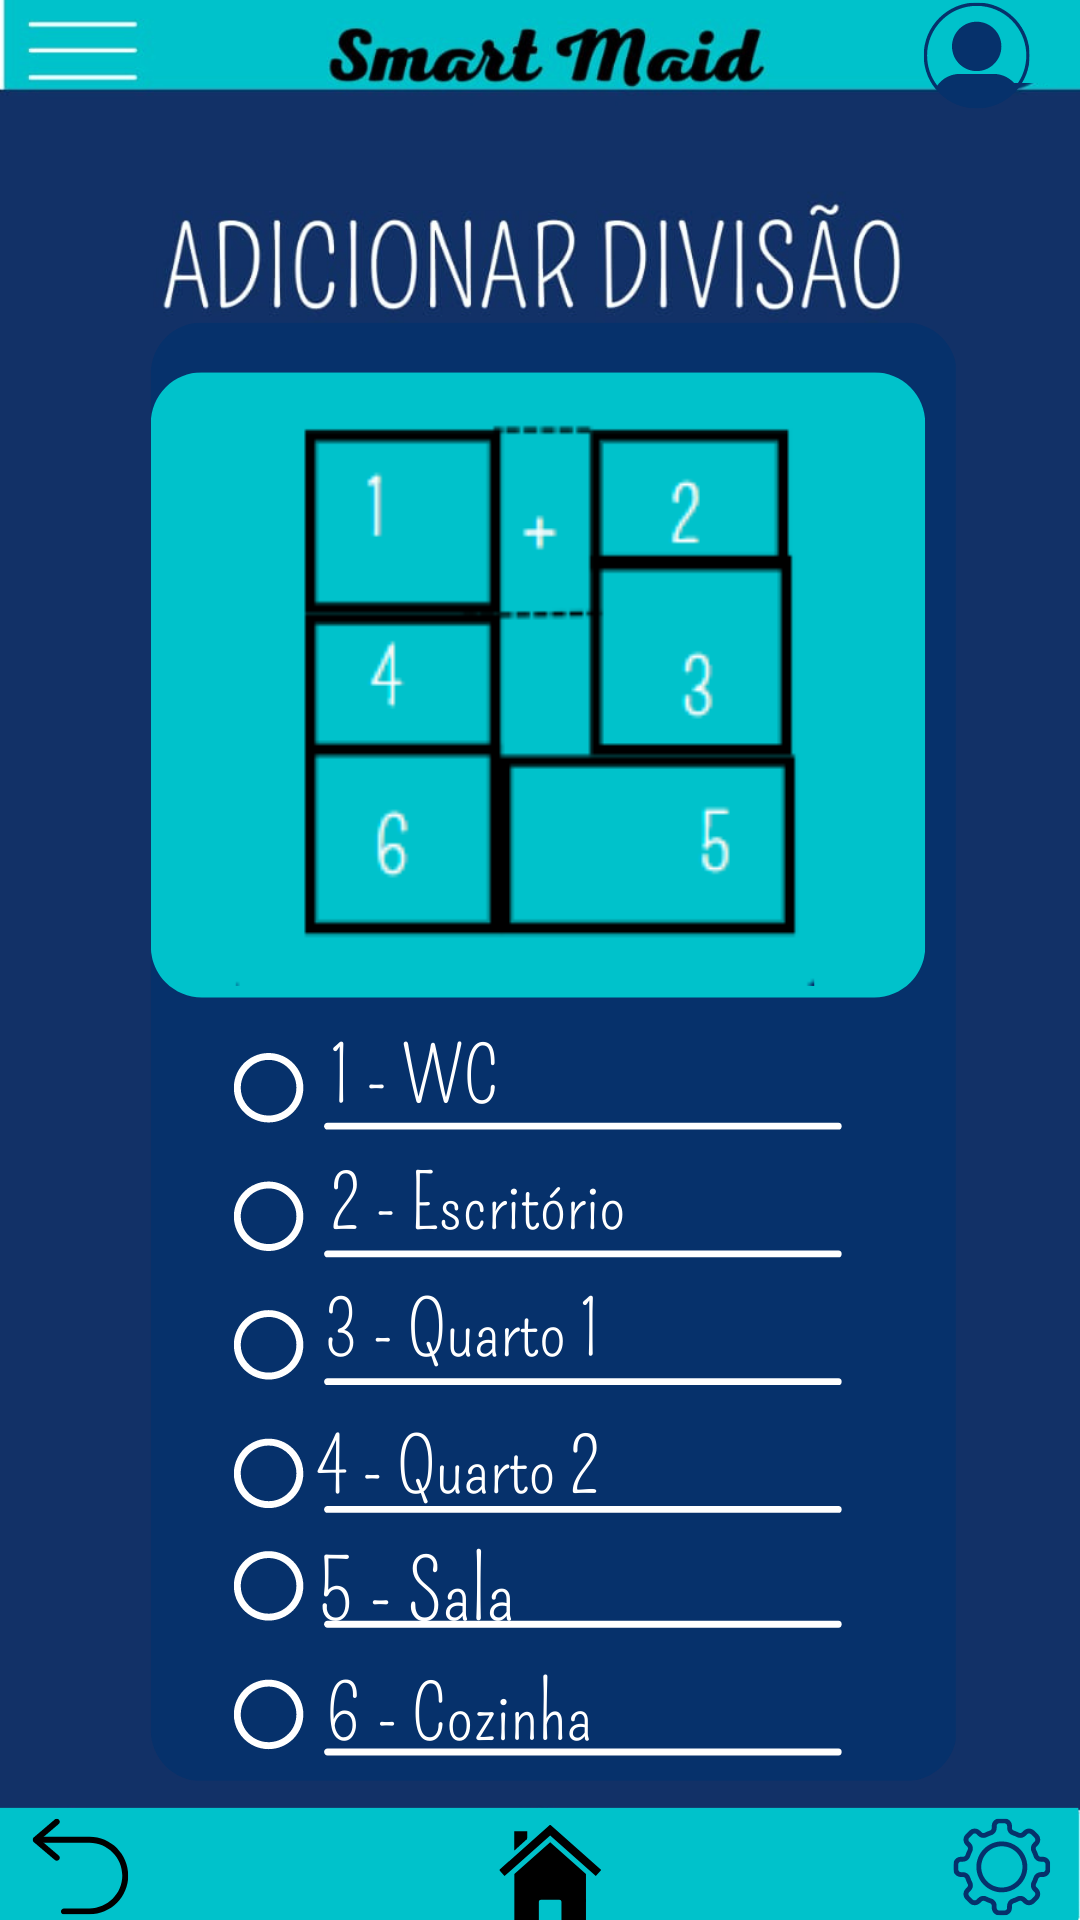 Smart Maid
ADICIONAR DIVISÃO
1
+
2
4
3
6
5
1 - WC
2 - Escritório
3 - Quarto 1
4 - Quarto 2
5 - Sala
6 - Cozinha